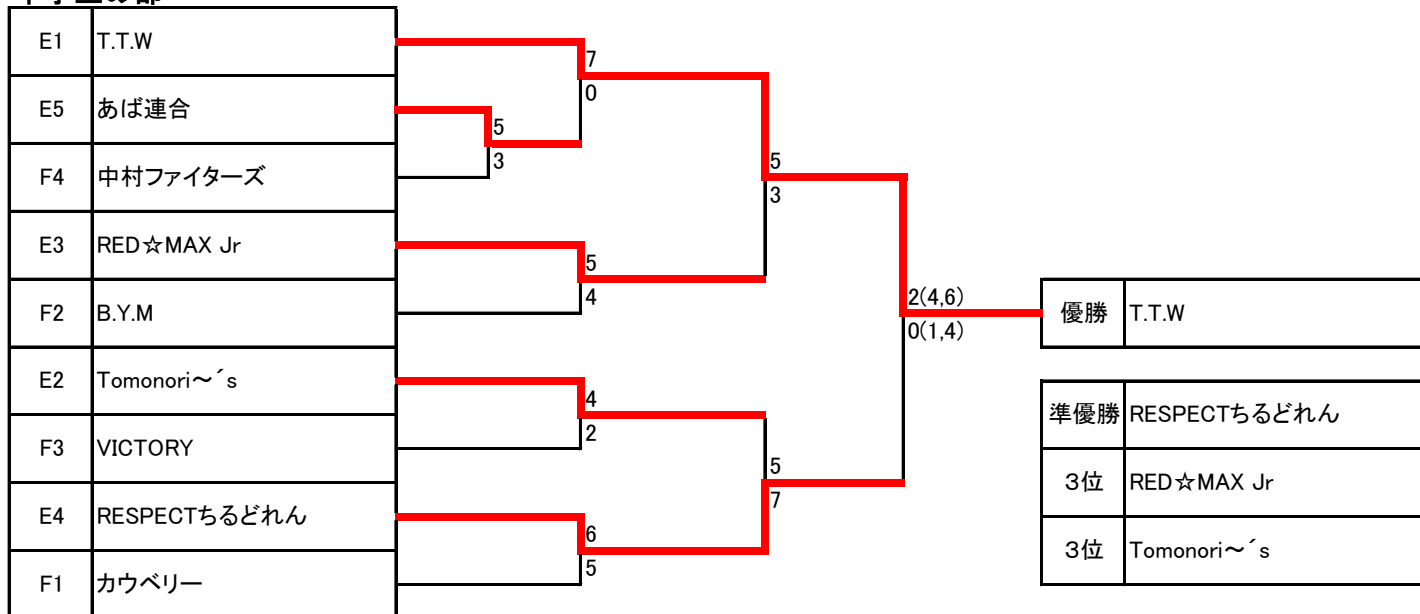 E1 T.T.W
7
0
E5 あば連合
5
3
F4 中村ファイターズ
5
3
E3 RED☆MAX Jr
5
4
F2 B.Y.M
2(4,6)
0(1,4)
優勝 T.T.W
E2 Tomonori～´s
4
2
F3 VICTORY
5
7
準優勝 RESPECTちるどれん
3位 RED☆MAX Jr
3位 Tomonori～´s
E4 RESPECTちるどれん
6
5
F1 カウベリー